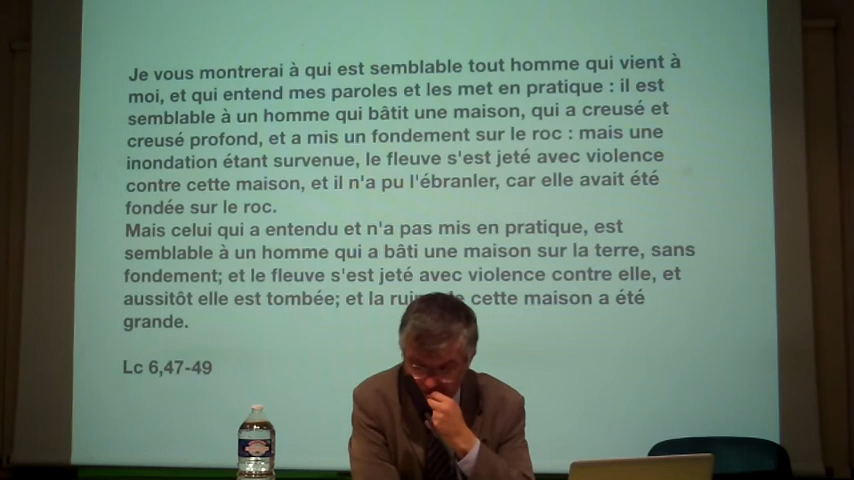 Je vous montrerai à qui est semblable tout homme qui vient à
moi, et qui entend mes paroles et les met en pratique : il est
semblable à un homme qui bâtit une maison, qui a creusé et
creusé profond, et a mis un fondement sur le roc : mais une
inondation étant survenue, le fleuve s'est jeté avec violence
contre cette maison, et il n'a pu l'ébranler, car elle avait été
fondée sur le roc.
Mais celui qui a entendu et n'a pas mis en pratique, est
semblable à un homme qui a bâti une maison sur la terre, sans
fondement; et le fleuve s'est jeté avec violence contre elle, et
aussitôt elle est tombée; et la cette maison a été
grande.
Lc 6,47-49